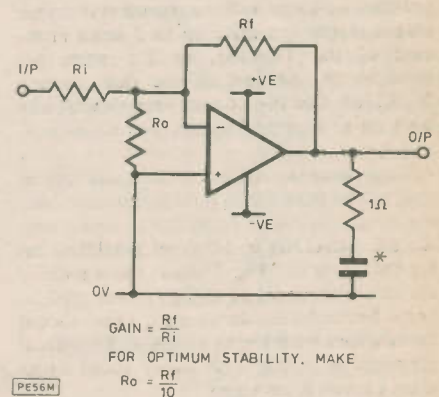 Rf
I/P
Ri
+VE
Ro
O/P
-
+
1Ω
-VE
*
0V
GAIN = Rf/Ri
FOR OPTIMUM STABILITY, MAKE
Ro = Rf/10
PE56M